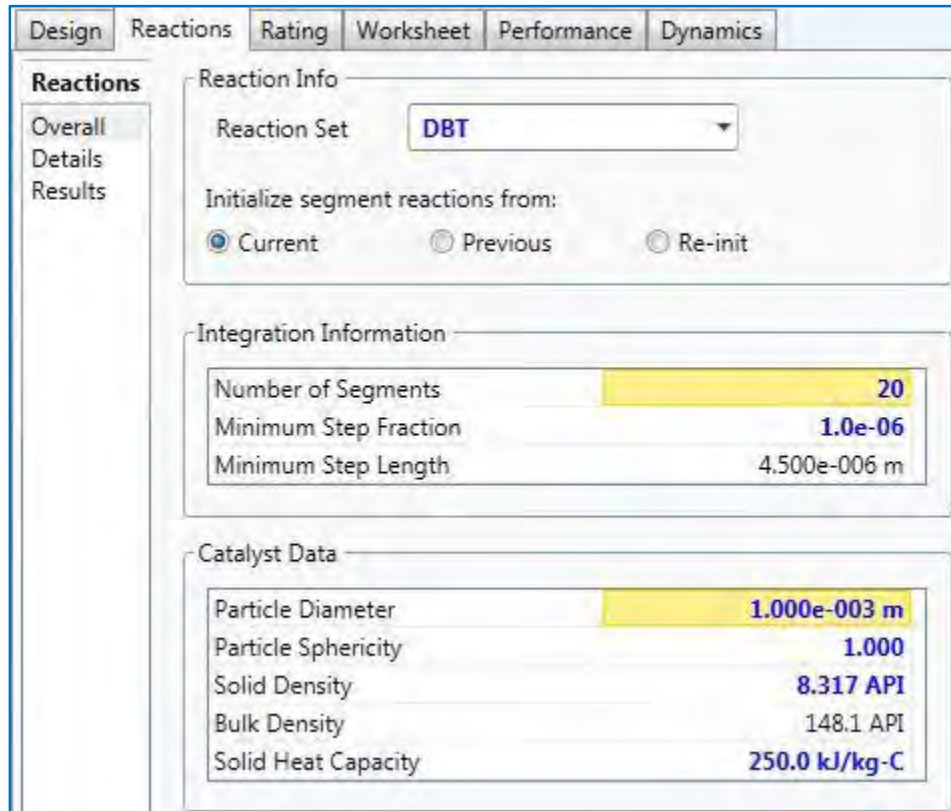 Design Reactions Rating Worksheet Performance Dynamics
Reactions
Overall
Details
Results
Reaction Info
Reaction Set DBT
Initialize segment reactions from:
Current Previous Re-init
Integration Information
Number of Segments 20
Minimum Step Fraction 1.0e-06
Minimum Step Length 4.500e-006 m
Catalyst Data
Particle Diameter 1.000e-003 m
Particle Sphericity 1.000
Solid Density 8.317 API
Bulk Density 148.1 API
Solid Heat Capacity 250.0 kJ/kg-C